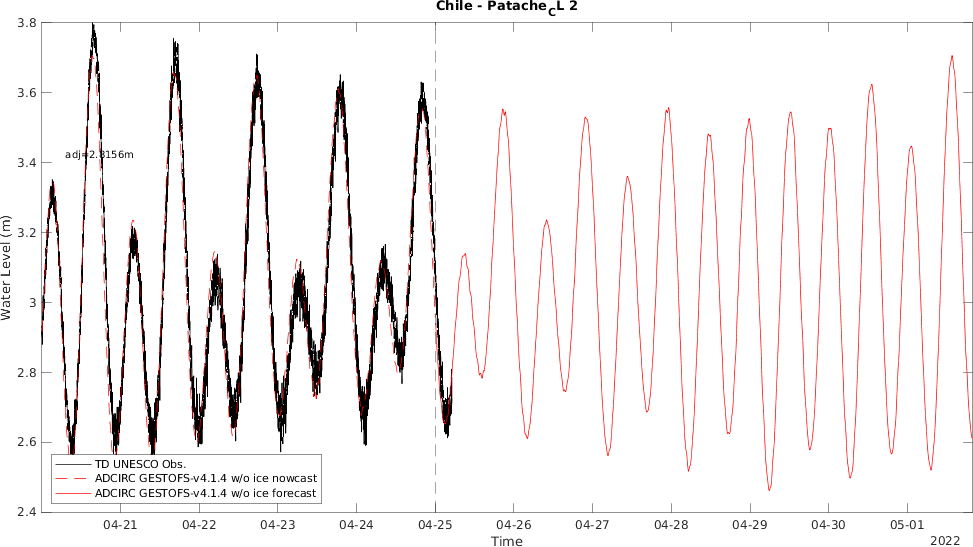 Chile - Patache_CL 2
3.8
3.6
3.4
3.2
3
2.8
2.6
2.4
Water Level (m)
adj=2.8156m
TD UNESCO Obs.
ADCIRC GESTOFS-v4.1.4 w/o ice nowcast
ADCIRC GESTOFS-v4.1.4 w/o ice forecast
04-21 04-22 04-23 04-24 04-25 04-26 04-27 04-28 04-29 04-30 05-01
Time
2022